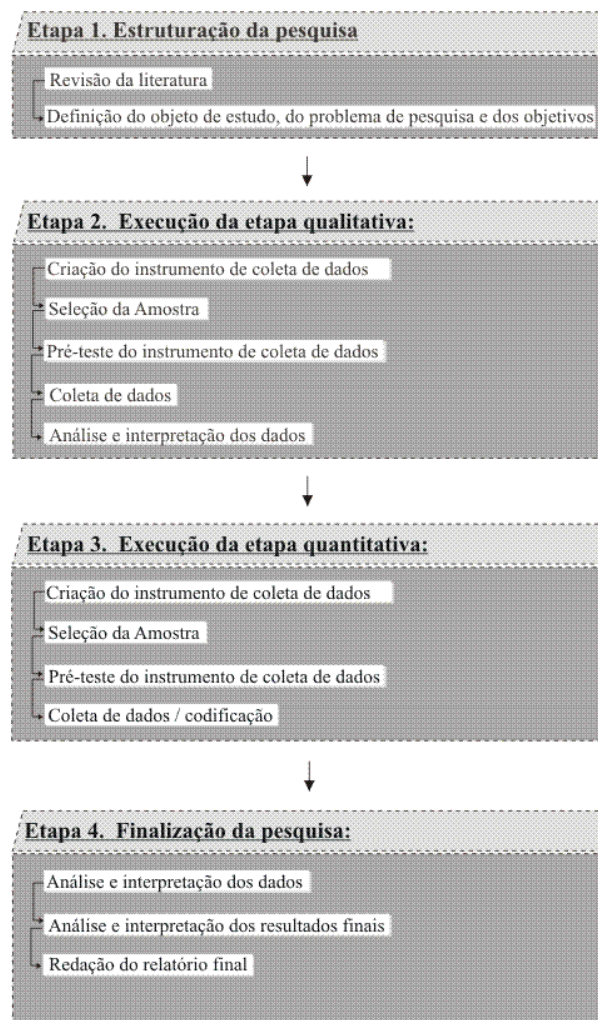 Etapa 1. Estruturação da pesquisa
Revisão da literatura
Definição do objeto de estudo, do problema de pesquisa e dos objetivos
Etapa 2. Execução da etapa qualitativa:
Criação do instrumento de coleta de dados
Seleção da Amostra
Pré-teste do instrumento de coleta de dados
Coleta de dados
Análise e interpretação dos dados
Etapa 3. Execução da etapa quantitativa:
Criação do instrumento de coleta de dados
Seleção da Amostra
Pré-teste do instrumento de coleta de dados
Coleta de dados / codificação
Etapa 4. Finalização da pesquisa:
Análise e interpretação dos dados
Análise e interpretação dos resultados finais
Redação do relatório final